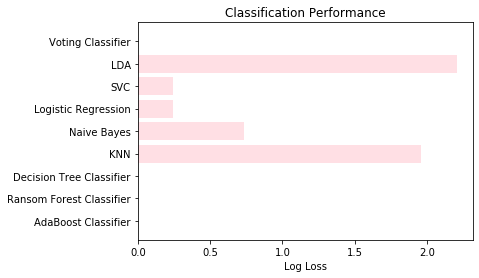 Classification Performance
Voting Classifier
LDA
SVC
Logistic Regression
Naive Bayes
KNN
Decision Tree Classifier
Ransom Forest Classifier
AdaBoost Classifier
0.0 0.5 1.0 1.5 2.0
Log Loss